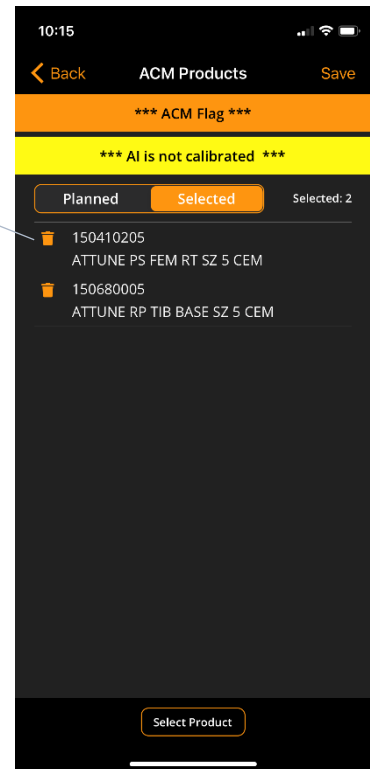 10:15
Back ACM Products Save
*** ACM Flag ***
*** AI is not calibrated ***
Planned Selected Selected: 2
150410205
ATTUNE PS FEM RT SZ 5 CEM
150680005
ATTUNE RP TIB BASE SZ 5 CEM
Select Product